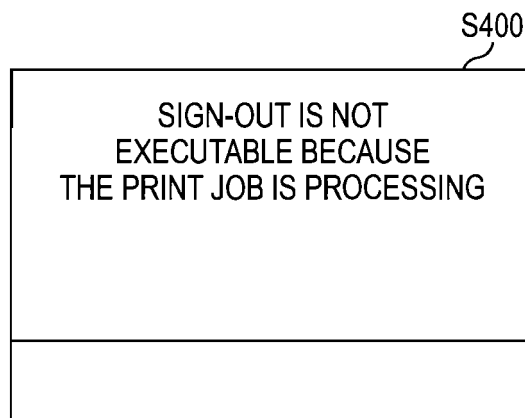 S400
SIGN-OUT IS NOT
EXECUTABLE BECAUSE
THE PRINT JOB IS PROCESSING